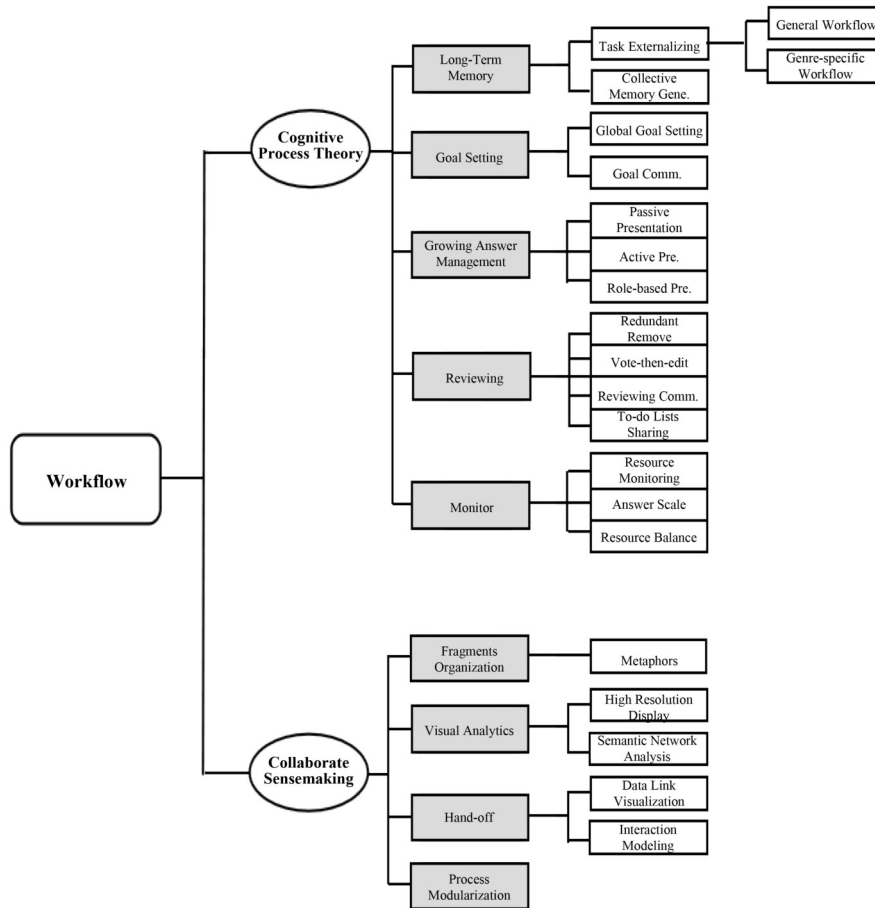 General Workflow
Long-Term
Memory
Task Externalizing
Genre-specific
Workflow
Collective
Memory Gene.
Cognitive
Process Theory
Goal Setting
Global Goal Setting
Goal Comm.
Growing Answer
Management
Passive
Presentation
Active Pre.
Role-based Pre.
Reviewing
Redundant
Remove
Vote-then-edit
Reviewing Comm.
To-do Lists
Sharing
Workflow
Monitor
Resource
Monitoring
Answer Scale
Resource Balance
Fragments
Organization
Metaphors
Visual Analytics
High Resolution
Display
Semantic Network
Analysis
Collaborate
Sensemaking
Hand-off
Data Link
Visualization
Interaction
Modeling
Process
Modularization